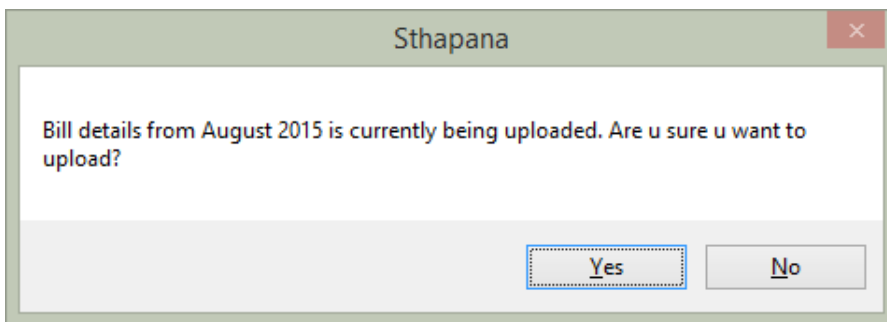 Sthapana
Bill details from August 2015 is currently being uploaded. Are u sure u want to
upload?
Yes
No